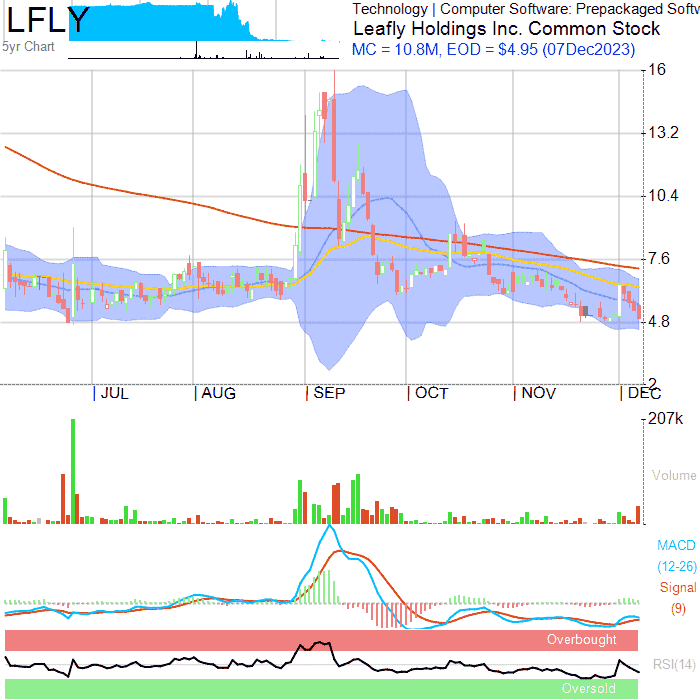 LFLY
5yr Chart
Technology | Computer Software: Prepackaged Softw
Leafly Holdings Inc. Common Stock
MC = 10.8M, EOD = $4.95 (07Dec2023)
16
13.2
10.4
7.6
4.8
2
JUL AUG SEP OCT NOV DEC
207k
Volume
MACD
(12-26)
Signal
(9)
Overbought
RSI(14)
Oversold